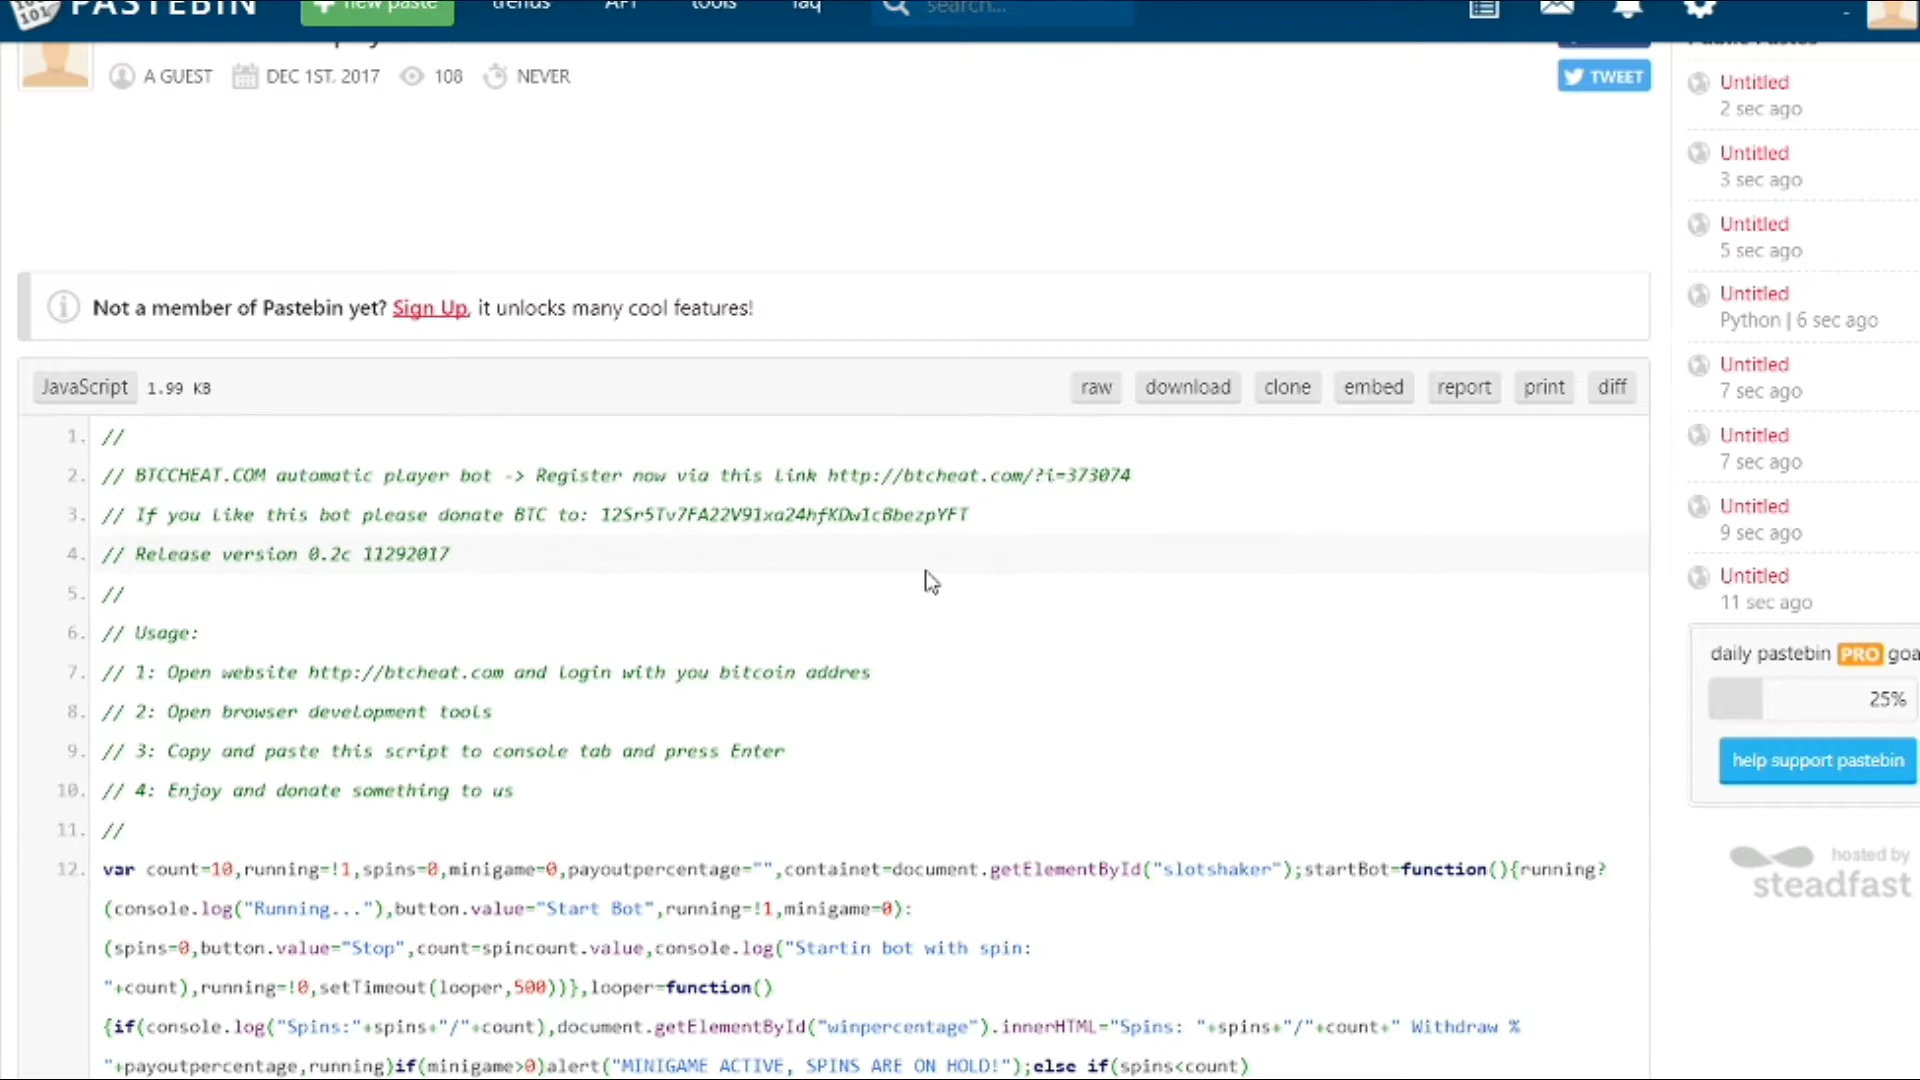 PASTEBIN
new paste
trends
API
tools
faq
search...
A GUEST
DEC 1ST, 2017
108
NEVER
TWEET
Not a member of Pastebin yet? Sign Up, it unlocks many cool features!
JavaScript
1.99 KB
raw
download
clone
embed
report
print
diff
1. //
2. // BTCCHEAT.COM automatic player bot -> Register now via this link http://btcheat.com/?i=373074
3. // If you like this bot please donate BTC to: 12Sr5Tv7FA22V91xa24hfKDw1cBbezpYFT
4. // Release version 0.2c 11292017
5. //
6. // Usage:
7. // 1: Open website http://btcheat.com and login with you bitcoin addres
8. // 2: Open browser development tools
9. // 3: Copy and paste this script to console tab and press Enter
10. // 4: Enjoy and donate something to us
11. //
12. var count=10,running=!1,spins=0,minigame=0,payoutpercentage="",containet=document.getElementById("slotshaker");startBot=function(){running?
(console.log("Running..."),button.value="Start Bot",running=!1,minigame=0):
(spins=0,button.value="Stop",count=spincount.value,console.log("Startin bot with spin:
"+count),running=!0,setTimeout(looper,500))},looper=function()
{if(console.log("Spins:"+spins+"/"+count),document.getElementById("winpercentage").innerHTML="Spins: "+spins+"/"+count+" Withdraw %
"+payoutpercentage,running)if(minigame>0)alert("MINIGAME ACTIVE, SPINS ARE ON HOLD!");else if(spins<count)
Untitled
2 sec ago
Untitled
3 sec ago
Untitled
5 sec ago
Untitled
Python | 6 sec ago
Untitled
7 sec ago
Untitled
7 sec ago
Untitled
9 sec ago
Untitled
11 sec ago
daily pastebin PRO goa
25%
help support pastebin
hosted by
steadfast